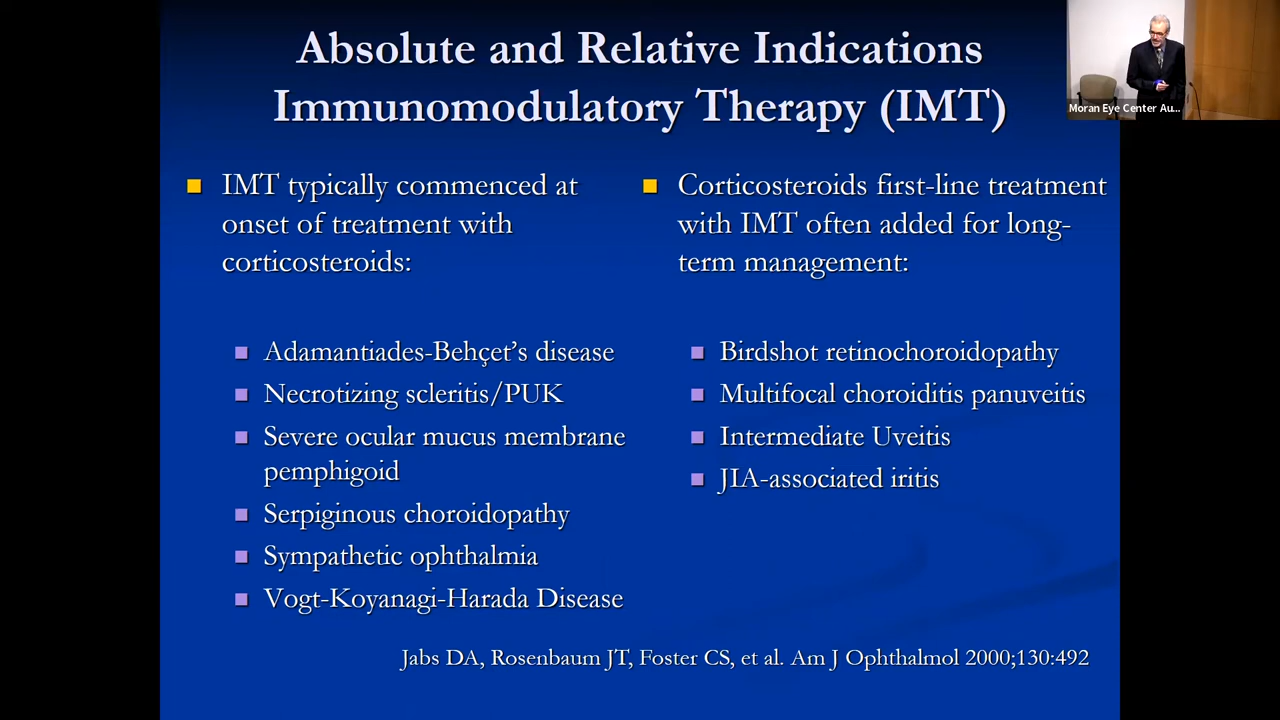 Absolute and Relative Indications
Immunomodulatory Therapy (IMT)
IMT typically commenced at
onset of treatment with
corticosteroids:
Adamantiades-Behçet’s disease
Necrotizing scleritis/PUK
Severe ocular mucus membrane
pemphigoid
Serpiginous choroidopathy
Sympathetic ophthalmia
Vogt-Koyanagi-Harada Disease
Corticosteroids first-line treatment
with IMT often added for long-
term management:
Birdshot retinochoroidopathy
Multifocal choroiditis panuveitis
Intermediate Uveitis
JIA-associated iritis
Jabs DA, Rosenbaum JT, Foster CS, et al. Am J Ophthalmol 2000;130:492
Moran Eye Center Au...